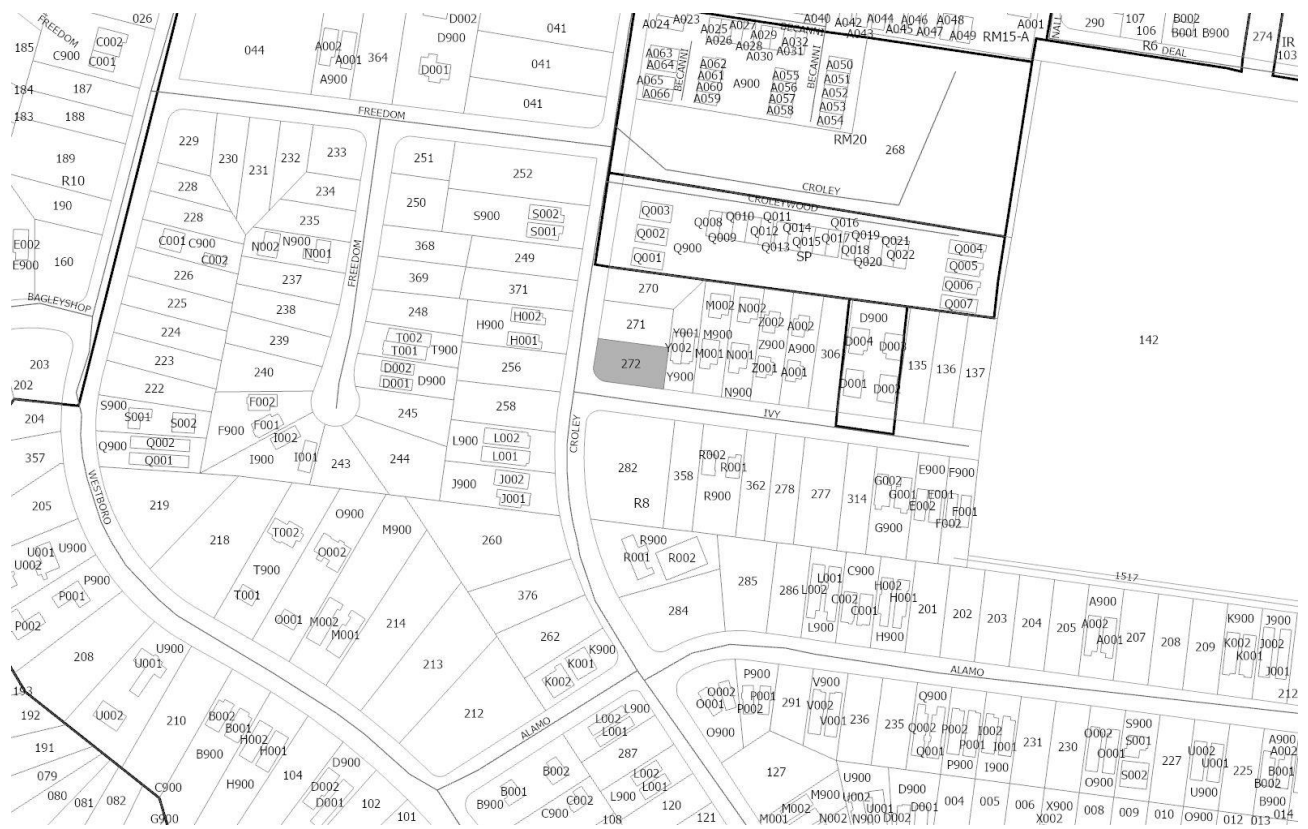 026
FREEDOM
185
C900
C002
C001
187
184
183
188
189
R10
190
E002
E900
160
BAGLEYSHOP
203
202
204
357
205
044
A002
A001
A900
364
D002
D900
D001
041
041
041
FREEDOM
229
230
231
232
233
234
228
228
235
C001
C900
C002
N002
N900
N001
226
237
225
238
224
239
223
240
222
S900
S001
S002
Q900
Q002
Q001
F002
F900
F001
I002
I900
I001
243
244
245
FREEDOM
251
252
250
S900
S002
S001
368
249
369
371
248
H900
H002
H001
T002
T001
T900
256
D002
D001
D900
258
L900
L002
L001
J900
J002
J001
A023
A024
A025
A026
A027
A028
A029
A030
A031
A032
BECANNI
A040
A042
A043
A044
A045
A046
A047
A048
A049
A001
RM15-A
A063
A064
A065
A066
BECANNI
A062
A061
A060
A059
A900
A055
A056
A057
A058
BECANNI
A050
A051
A052
A053
A054
RM20
268
CROLEY
CROLEYWOOD
290
107
106
B002
B001
B900
R6
DEAL
274
IR
103
142
Q003
Q002
Q001
Q900
Q008
Q009
Q010
Q011
Q012
Q013
Q014
Q015
Q016
Q017
Q018
Q019
Q020
Q021
Q022
SP
Q004
Q005
Q006
Q007
270
271
272
Y001
Y002
Y900
M002
M900
M001
N002
N001
N900
Z002
Z900
Z001
A002
A900
A001
306
D900
D004
D003
D001
D002
135
136
137
IVY
CROLEY
282
358
R8
R002
R001
R900
362
278
277
314
G002
G001
G900
E900
E001
E002
F900
F001
F002
R900
R001
R002
284
285
286
L001
L002
L900
C900
C002
C001
H002
H001
H900
201
202
203
204
205
A900
A002
A001
207
208
209
K900
K002
K001
J900
J002
J001
212
1517
WESTBORO
219
218
T002
T900
T001
O900
O002
O001
M900
M002
M001
214
213
212
260
376
262
K900
K001
K002
ALAMO
ALAMO
U001
U002
U900
P900
P001
P002
208
U900
U001
U002
193
192
191
079
080
081
082
210
C900
G900
B002
B001
B900
H002
H001
H900
104
D900
D002
D001
102
101
B900
B001
B002
C900
C002
108
L900
L002
L001
287
L002
L001
L900
120
121
O002
O001
O900
P900
P001
P002
291
V900
V002
V001
236
235
127
M900
M002
M001
U900
U002
U001
N002
N900
D900
D002
D001
Q900
Q002
Q001
P002
P001
P900
I002
I001
I900
231
230
O002
O001
O900
S900
S001
S002
227
U002
U001
U900
225
A900
A002
B001
B002
B900
004
005
006
X900
X002
008
009
010
O900
012
013
014